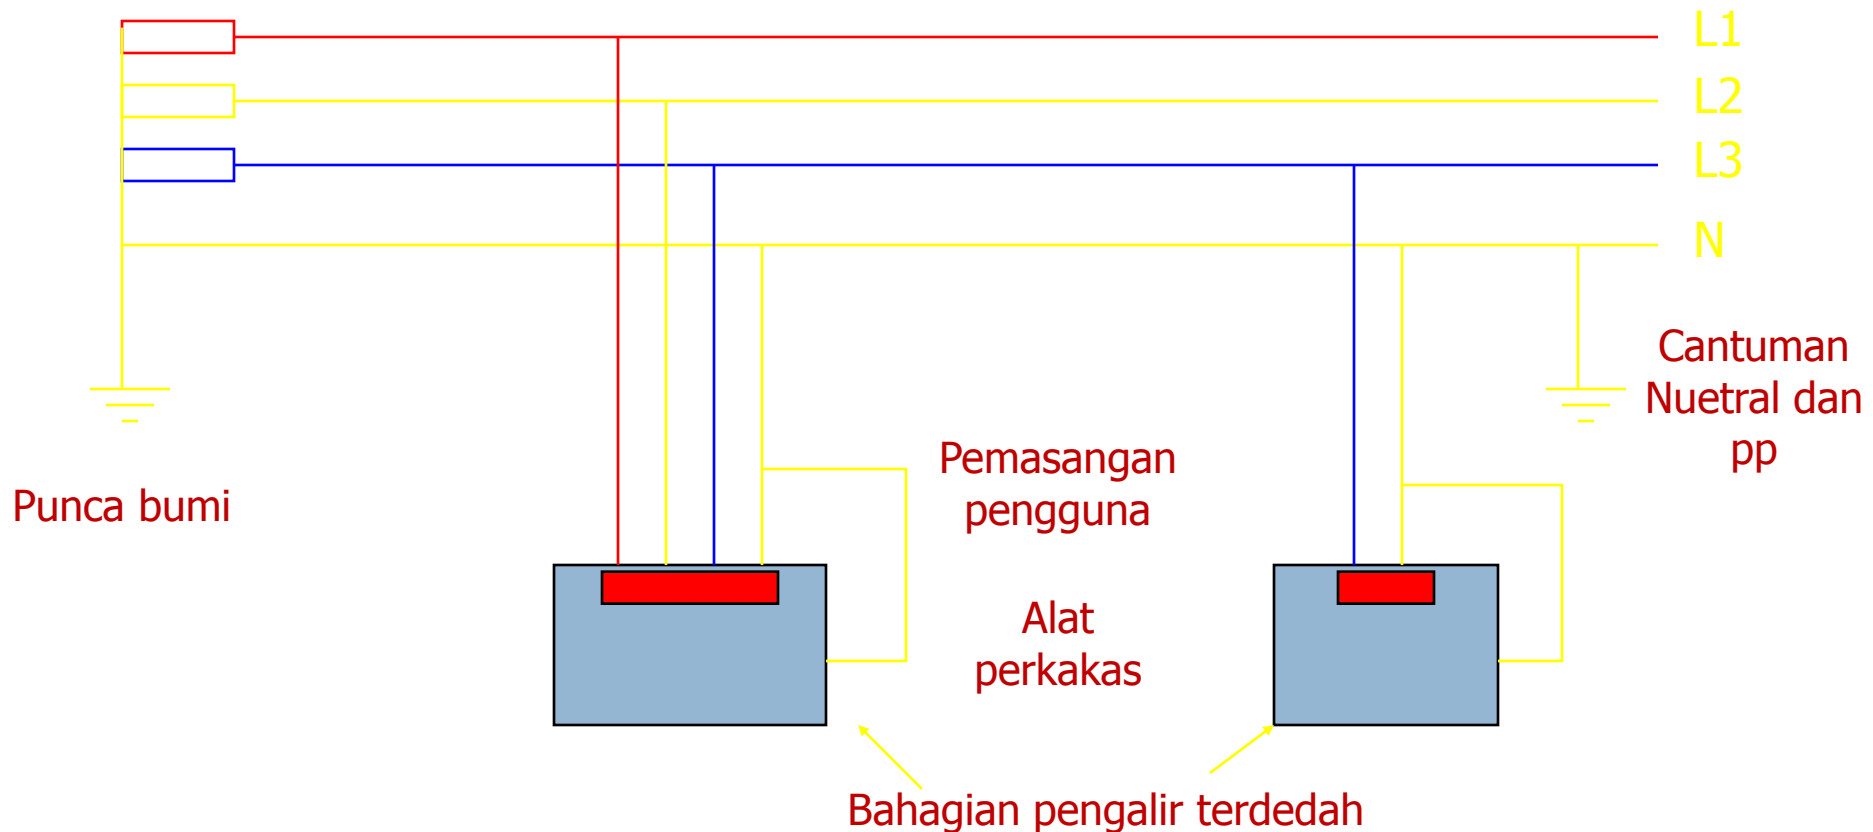 L1
L2
L3
N
Cantuman
Nuetral dan
pp
Pemasangan
pengguna
Punca bumi
Alat
perkakas
Bahagian pengalir terdedah